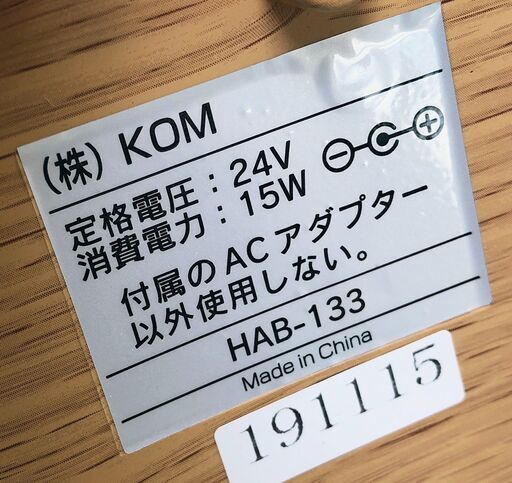 (株) KOM
定格電圧：24V
消費電力：15W
付属のACアダプター
以外使用しない。
HAB-133
Made in China
191115